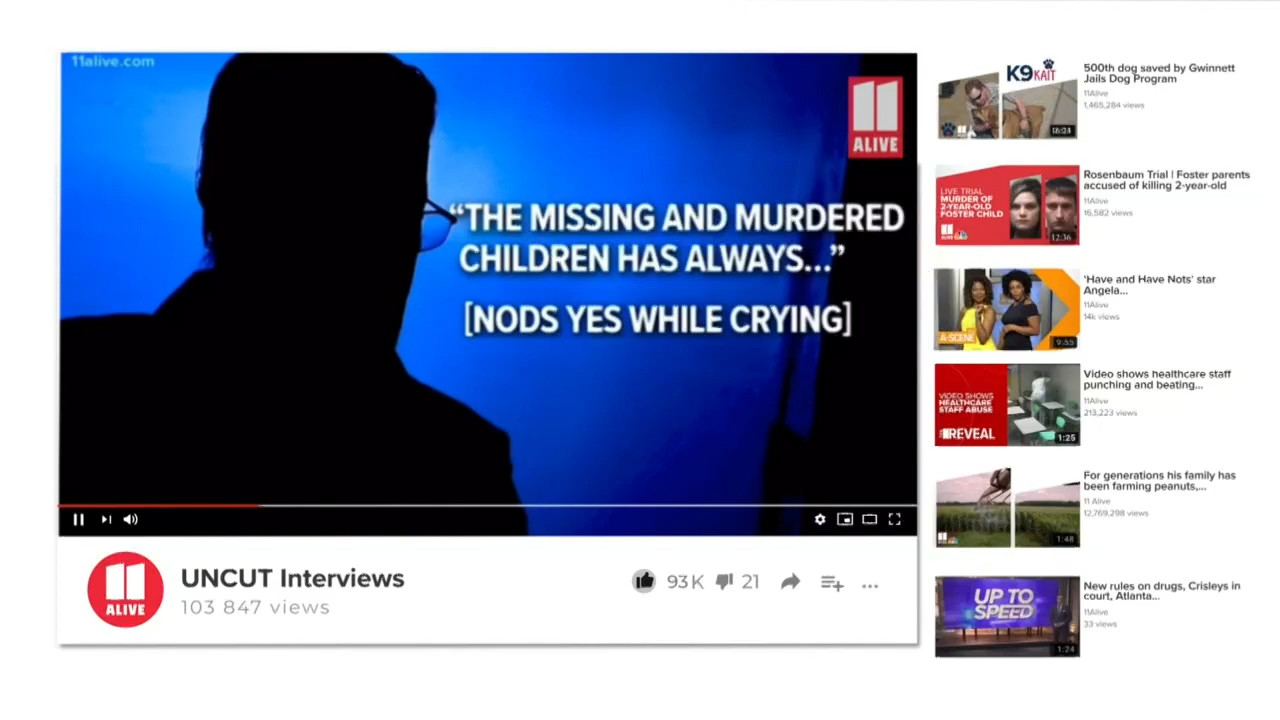 11alive.com
11
ALIVE
“THE MISSING AND MURDERED
CHILDREN HAS ALWAYS...”
[NODS YES WHILE CRYING]
11
ALIVE
UNCUT Interviews
103 847 views
93K
21
K9 KAIT
16:24
500th dog saved by Gwinnett
Jails Dog Program
11Alive
1,465,284 views
LIVE TRIAL
MURDER OF
2-YEAR-OLD
FOSTER CHILD
12:36
Rosenbaum Trial | Foster parents
accused of killing 2-year-old
11Alive
16,582 views
A-SCENE
9:55
'Have and Have Nots' star
Angela...
11Alive
14k views
VIDEO SHOWS
HEALTHCARE
STAFF ABUSE
REVEAL
1:25
Video shows healthcare staff
punching and beating...
11Alive
213,223 views
1:48
For generations his family has
been farming peanuts,...
11 Alive
12,769,298 views
UP TO
SPEED
1:24
New rules on drugs, Crisleys in
court, Atlanta...
11Alive
33 views